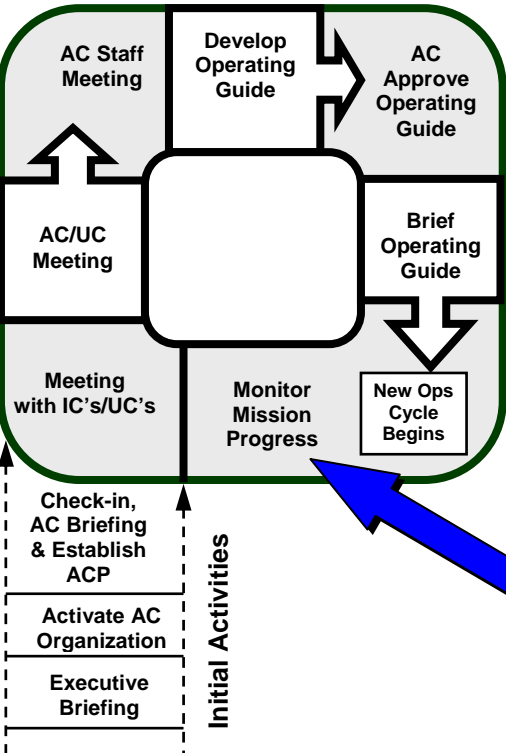 AC Staff
Meeting
Develop
Operating
Guide
AC
Approve
Operating
Guide
AC/UC
Meeting
Brief
Operating
Guide
Meeting
with IC's/UC's
Monitor
Mission
Progress
New Ops
Cycle
Begins
Check-in,
AC Briefing
& Establish
ACP
Activate AC
Organization
Executive
Briefing
Initial Activities